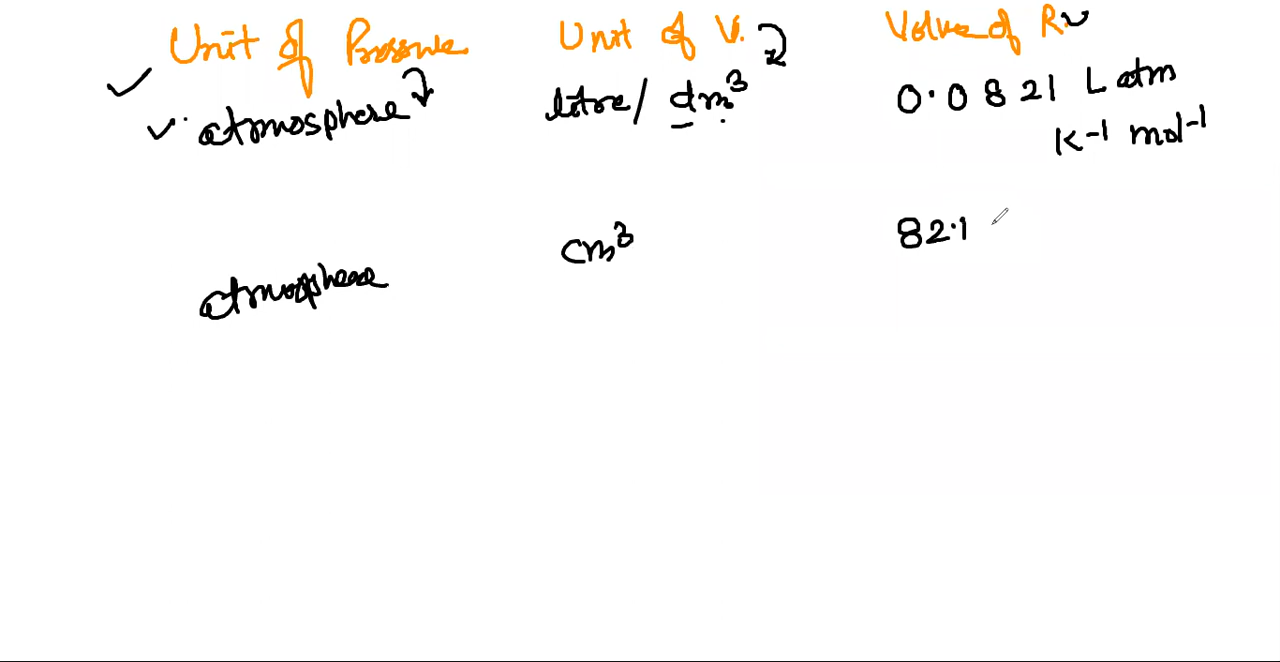 Unit of Pressure Unit of V. Value of R.
atmosphere litre/dm³ 0.0821 L atm
K⁻¹ mol⁻¹
atmosphere cm³ 82.1